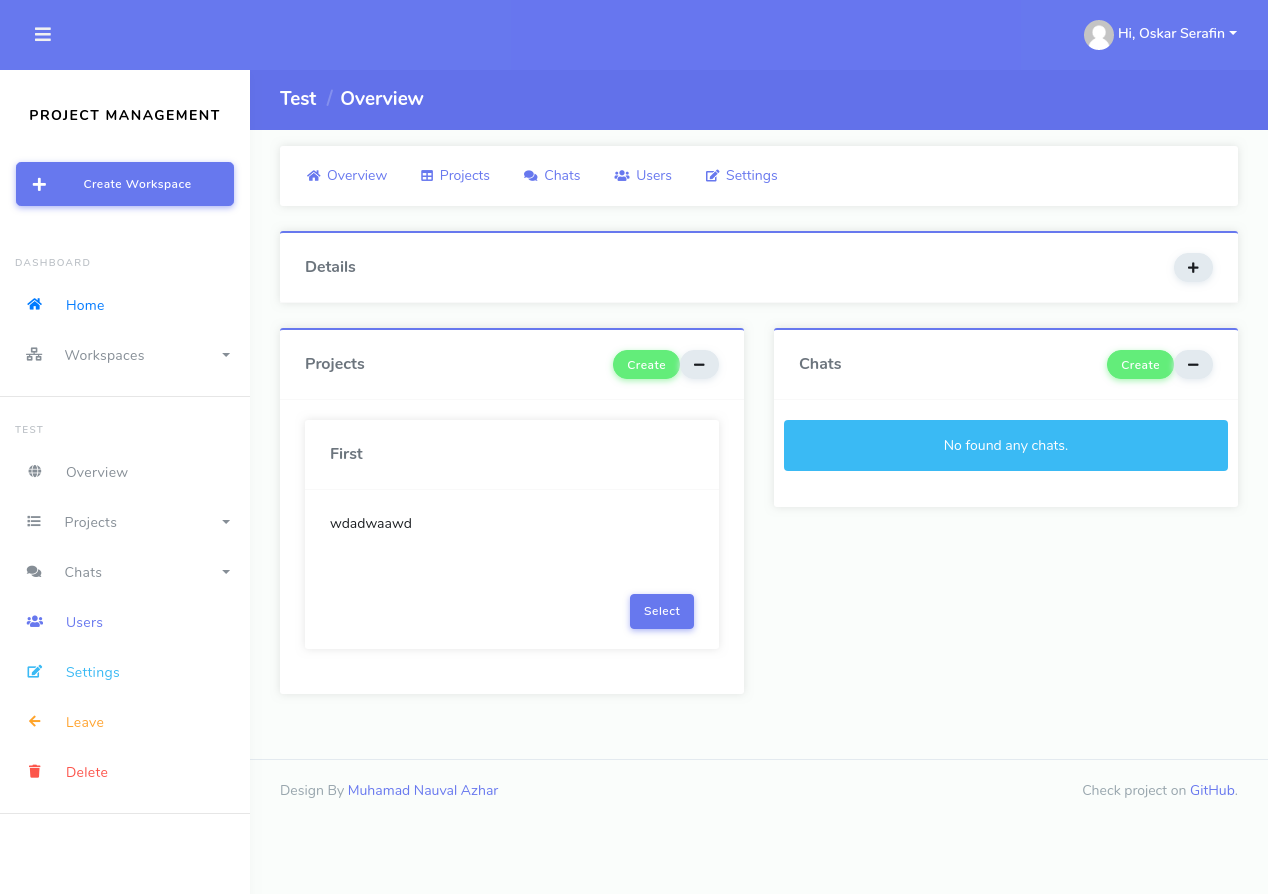 Hi, Oskar Serafin
PROJECT MANAGEMENT
Create Workspace
DASHBOARD
Home
Workspaces
TEST
Overview
Projects
Chats
Users
Settings
Leave
Delete
Test / Overview
Overview Projects Chats Users Settings
Details
Projects Create
First
wdadwaawd
Select
Chats Create
No found any chats.
Design By Muhamad Nauval Azhar
Check project on GitHub.